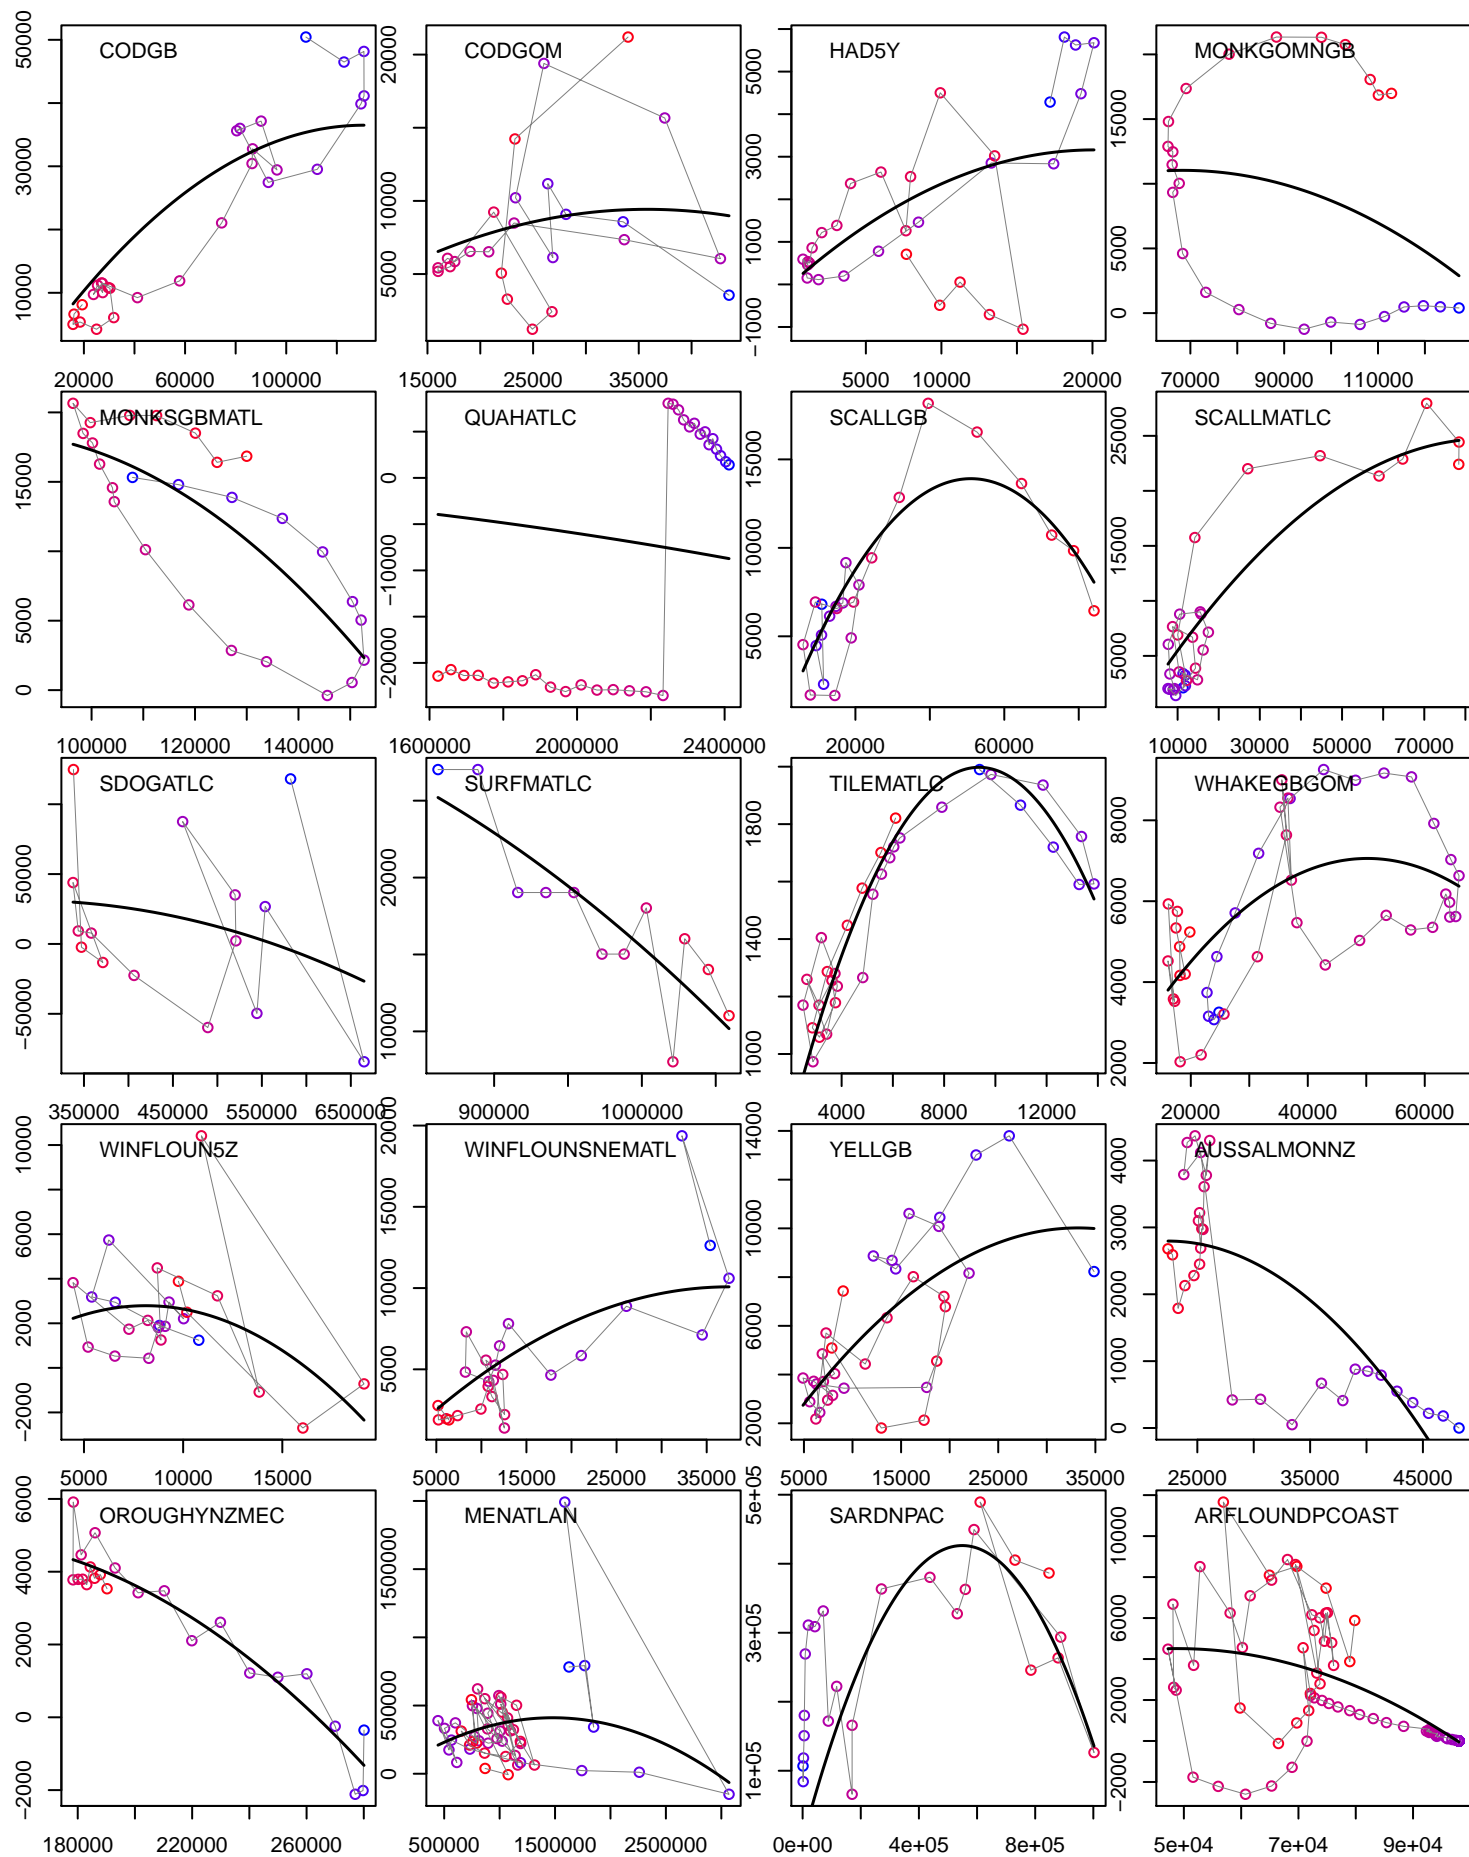 CODGB
CODGOM
HAD5Y
MONKGOMNGB
10000 30000 50000
5000 10000 20000
-1000 1000 3000 5000
0 5000 15000
20000 60000 100000
15000 25000 35000
5000 10000 20000
70000 90000 110000
MONKSGBMATL
QUAHATLC
SCALLGB
SCALLMATLC
0 5000 15000
-20000 -10000 0
5000 10000 15000
5000 15000 25000
100000 120000 140000
1600000 2000000 2400000
20000 60000
10000 30000 50000 70000
SDOGATLC
SURFMATLC
TILEMATLC
WHAKEGBGOM
-50000 0 50000
10000 20000
1000 1400 1800
2000 4000 6000 8000
350000 450000 550000 650000
9000000 10000000
4000 8000 12000
20000 40000 60000
WINFLOUN5Z
WINFLOUNSNEMATL
YELLGB
AUSSALMONNZ
-2000 2000 6000 10000
5000 10000 15000 20000
2000 6000 10000 14000
0 1000 2000 3000 4000
5000 10000 15000
5000 15000 25000 35000
5000 15000 25000 35000
25000 35000 45000
OROUGHYNZMEC
MENATLAN
SARDNPAC
ARFLOUNDPCOAST
-2000 0 2000 4000 6000
0 500000 1500000
1e+05 3e+05 5e+05
-2000 2000 6000 10000
180000 220000 260000
500000 1500000 2500000
0e+00 4e+05 8e+05
5e+04 7e+04 9e+04